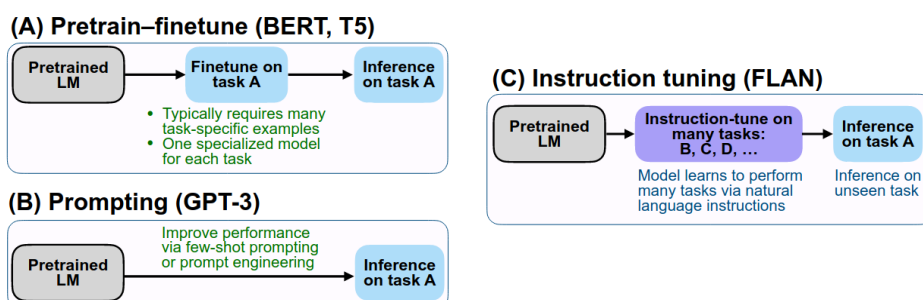 (A) Pretrain–finetune (BERT, T5)
Pretrained
LM
Finetune on
task A
Inference
on task A
• Typically requires many
task-specific examples
• One specialized model
for each task
(B) Prompting (GPT-3)
Pretrained
LM
Improve performance
via few-shot prompting
or prompt engineering
Inference
on task A
(C) Instruction tuning (FLAN)
Pretrained
LM
Instruction-tune on
many tasks:
B, C, D, …
Inference
on task A
Model learns to perform
many tasks via natural
language instructions
Inference on
unseen task